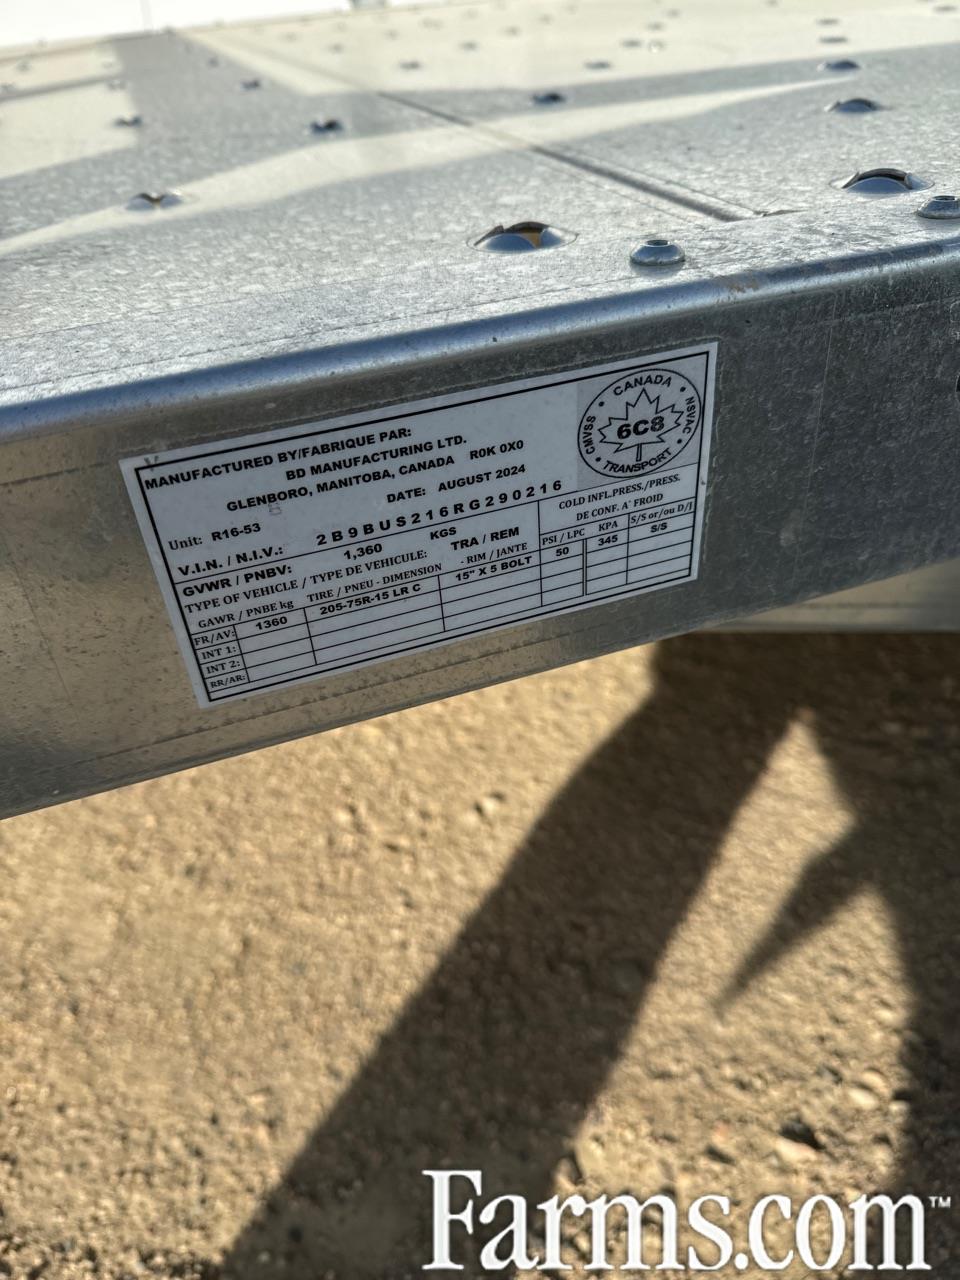 MANUFACTURED BY/FABRIQUE PAR:
BD MANUFACTURING LTD.
GLENBORO, MANITOBA, CANADA R0K 0X0
DATE: AUGUST 2024
Unit: R16-53
V.I.N. / N.I.V.: 2B9BUS216RG290216
GVWR / PNBV: 1,360 KGS
TYPE OF VEHICLE / TYPE DE VEHICULE: TRA / REM
COLD INFL.PRESS./PRESS.
DE CONF. A' FROID
GAWR / PNBE kg TIRE / PNEU - DIMENSION - RIM / JANTE PSI / LPC KPA S/S or/ou D/J
FR/AV: 1360 205-75R-15 LR C 15" X 5 BOLT 50 345 S/S
INT 1:
INT 2:
RR/AR:
CANADA
CMVSS
NSVAC
6C8
TRANSPORT
Farms.com™